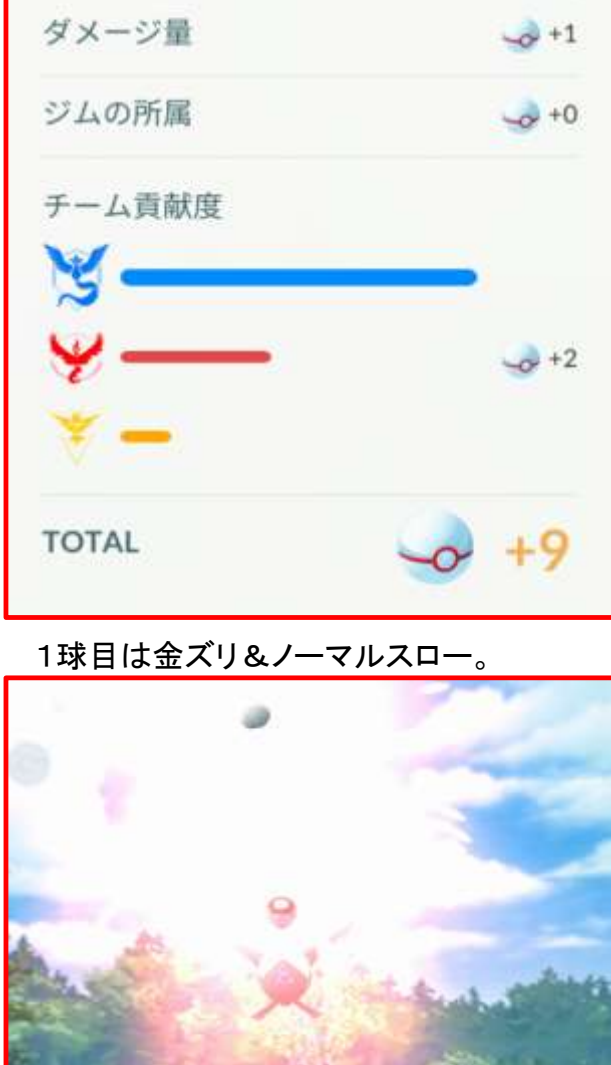 ダメージ量 +1
ジムの所属 +0
チーム貢献度
+2
TOTAL +9
1球目は金ズリ&ノーマルスロー。